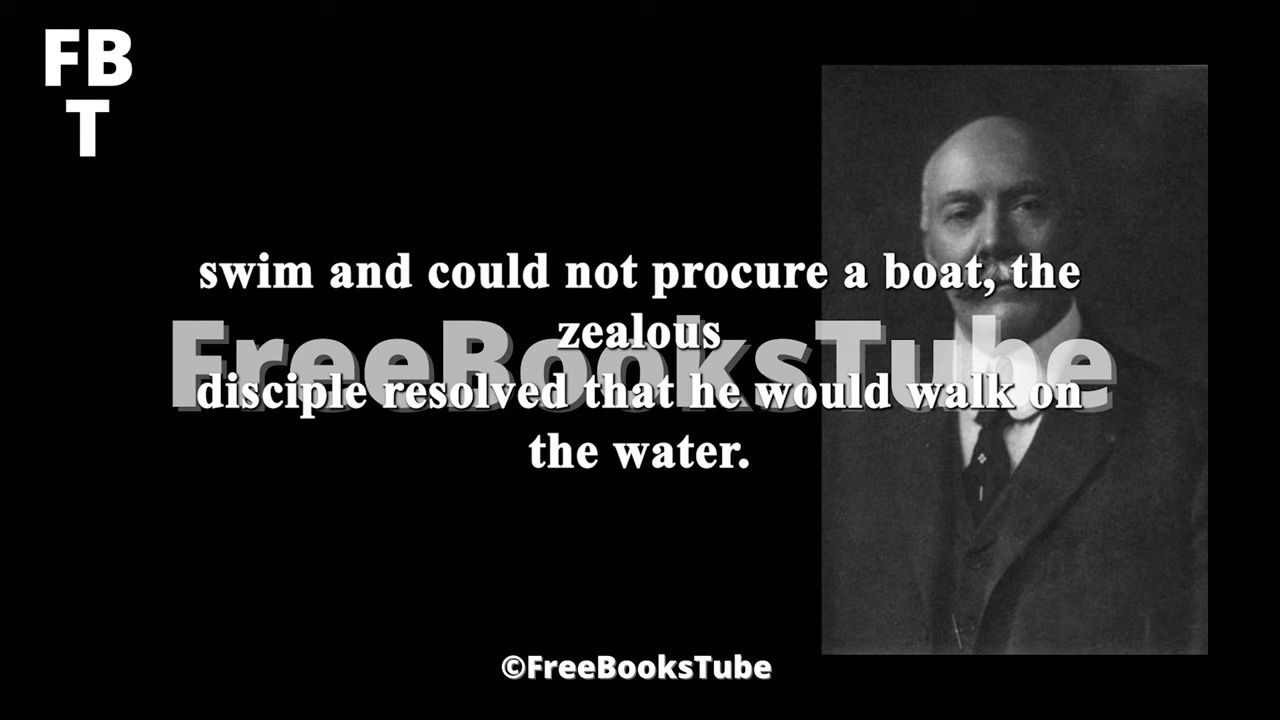 FB
T
swim and could not procure a boat, the
zealous
FreeBooksTube
disciple resolved that he would walk on
the water.
©FreeBooksTube